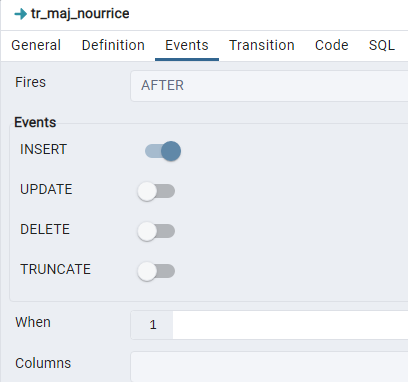 tr_maj_nourrice
General Definition Events Transition Code SQL
Fires AFTER
Events
INSERT
UPDATE
DELETE
TRUNCATE
When 1
Columns